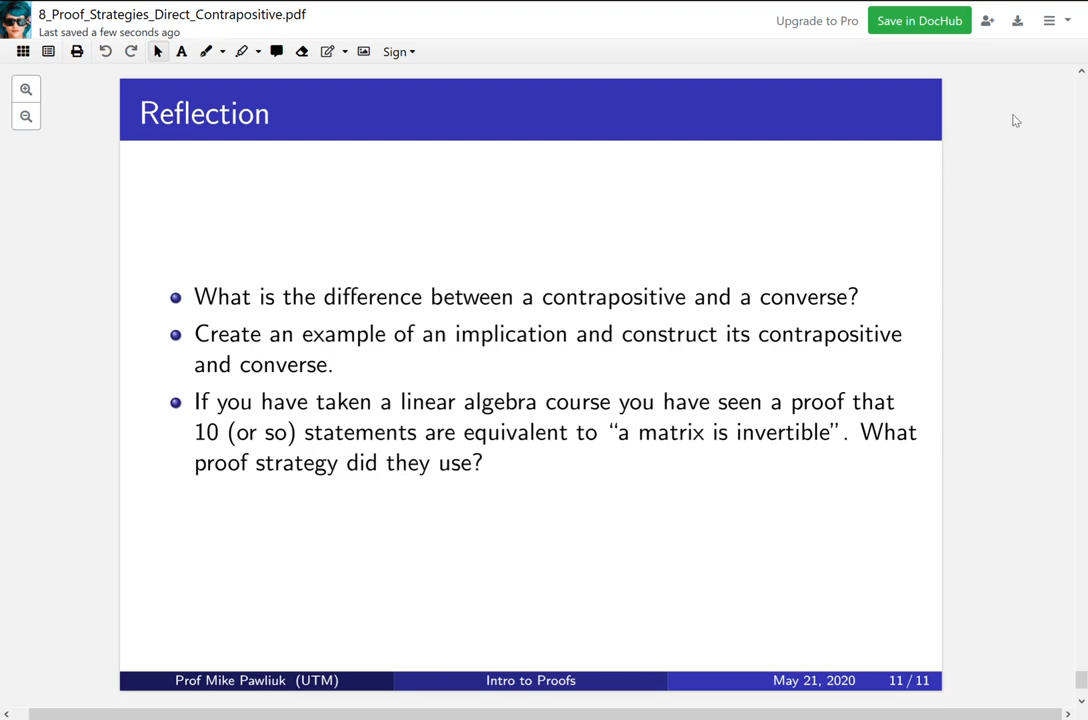 8_Proof_Strategies_Direct_Contrapositive.pdf
Last saved a few seconds ago
Upgrade to Pro
Save in DocHub
A
Sign
Reflection
What is the difference between a contrapositive and a converse?
Create an example of an implication and construct its contrapositive
and converse.
If you have taken a linear algebra course you have seen a proof that
10 (or so) statements are equivalent to “a matrix is invertible”. What
proof strategy did they use?
Prof Mike Pawliuk (UTM)
Intro to Proofs
May 21, 2020
11 / 11